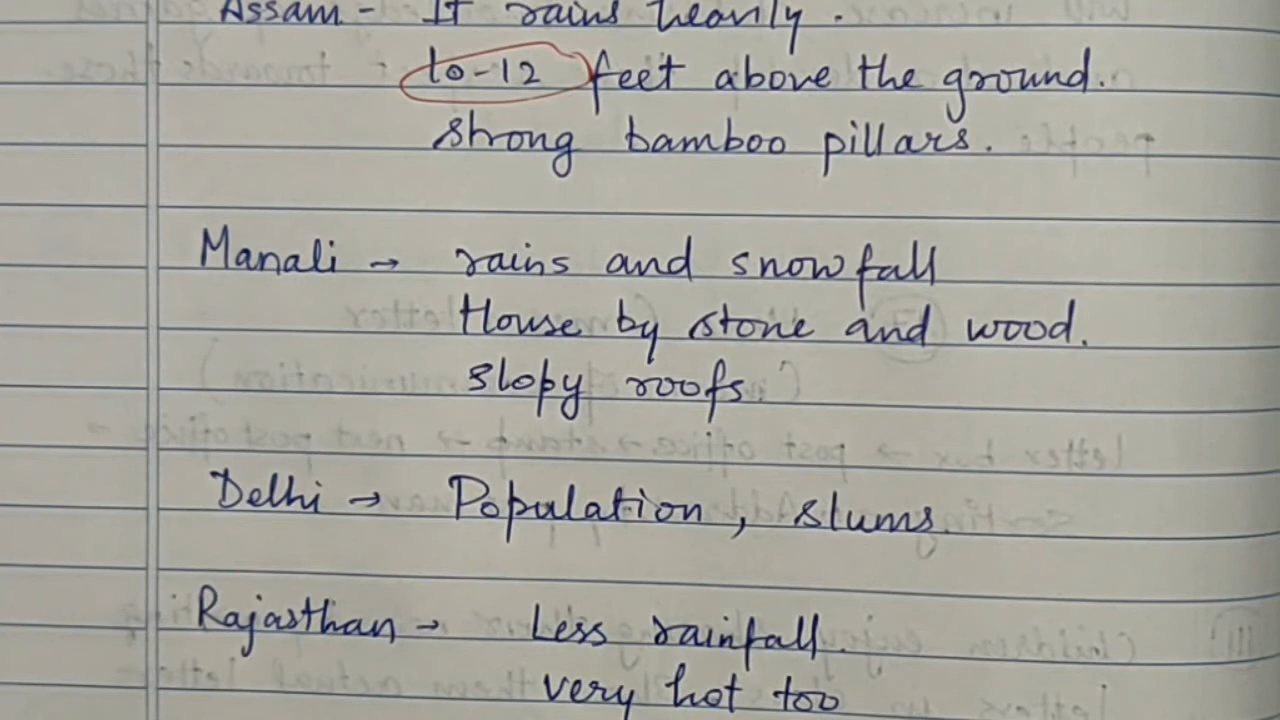 Assam - It rains heavily.
10-12 feet above the ground.
strong bamboo pillars.
Manali → rains and snowfall
House by stone and wood.
Slopy roofs.
Delhi → Population, slums.
Rajasthan → Less rainfall.
very hot too